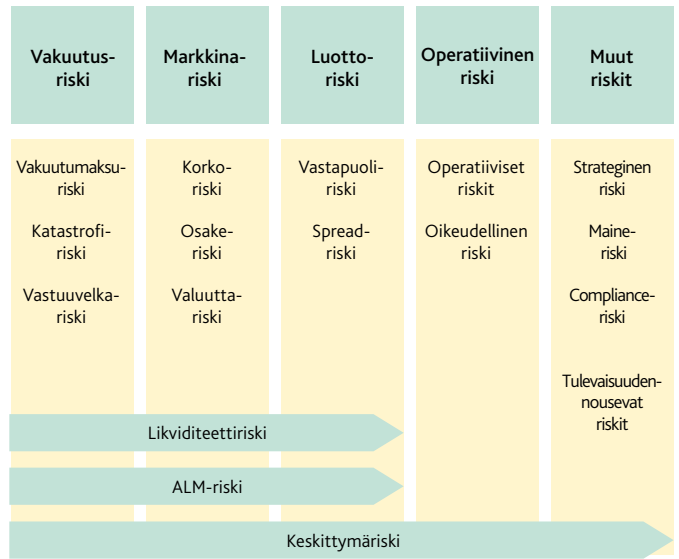 Vakuutus-
riski
Markkina-
riski
Luotto-
riski
Operatiivinen
riski
Muut
riskit
Vakuutumaksu-
riski
Katastrofi-
riski
Vastuuvelka-
riski
Korko-
riski
Osake-
riski
Valuutta-
riski
Vastapuoli-
riski
Spread-
riski
Operatiiviset
riskit
Oikeudellinen
riski
Strateginen
riski
Maine-
riski
Compliance-
riski
Tulevaisuuden-
nousevat
riskit
Likviditeettiriski
ALM-riski
Keskittymäriski